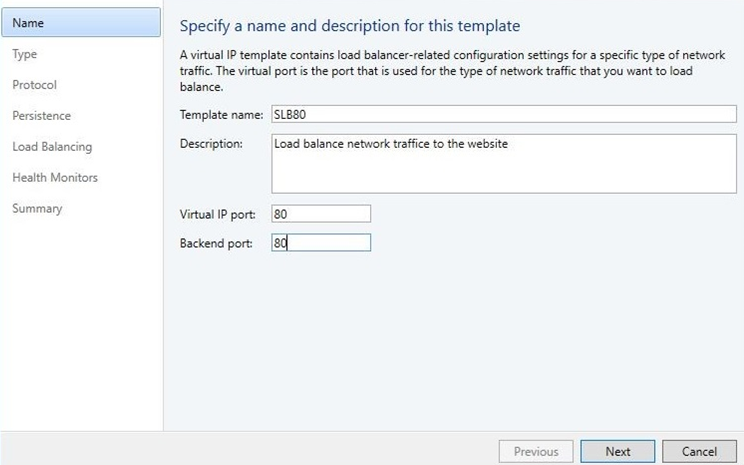 Name
Type
Protocol
Persistence
Load Balancing
Health Monitors
Summary
Specify a name and description for this template
A virtual IP template contains load balancer-related configuration settings for a specific type of network
traffic. The virtual port is the port that is used for the type of network traffic that you want to load
balance.
Template name: SLB80
Description: Load balance network traffice to the website
Virtual IP port: 80
Backend port: 80
Previous Next Cancel